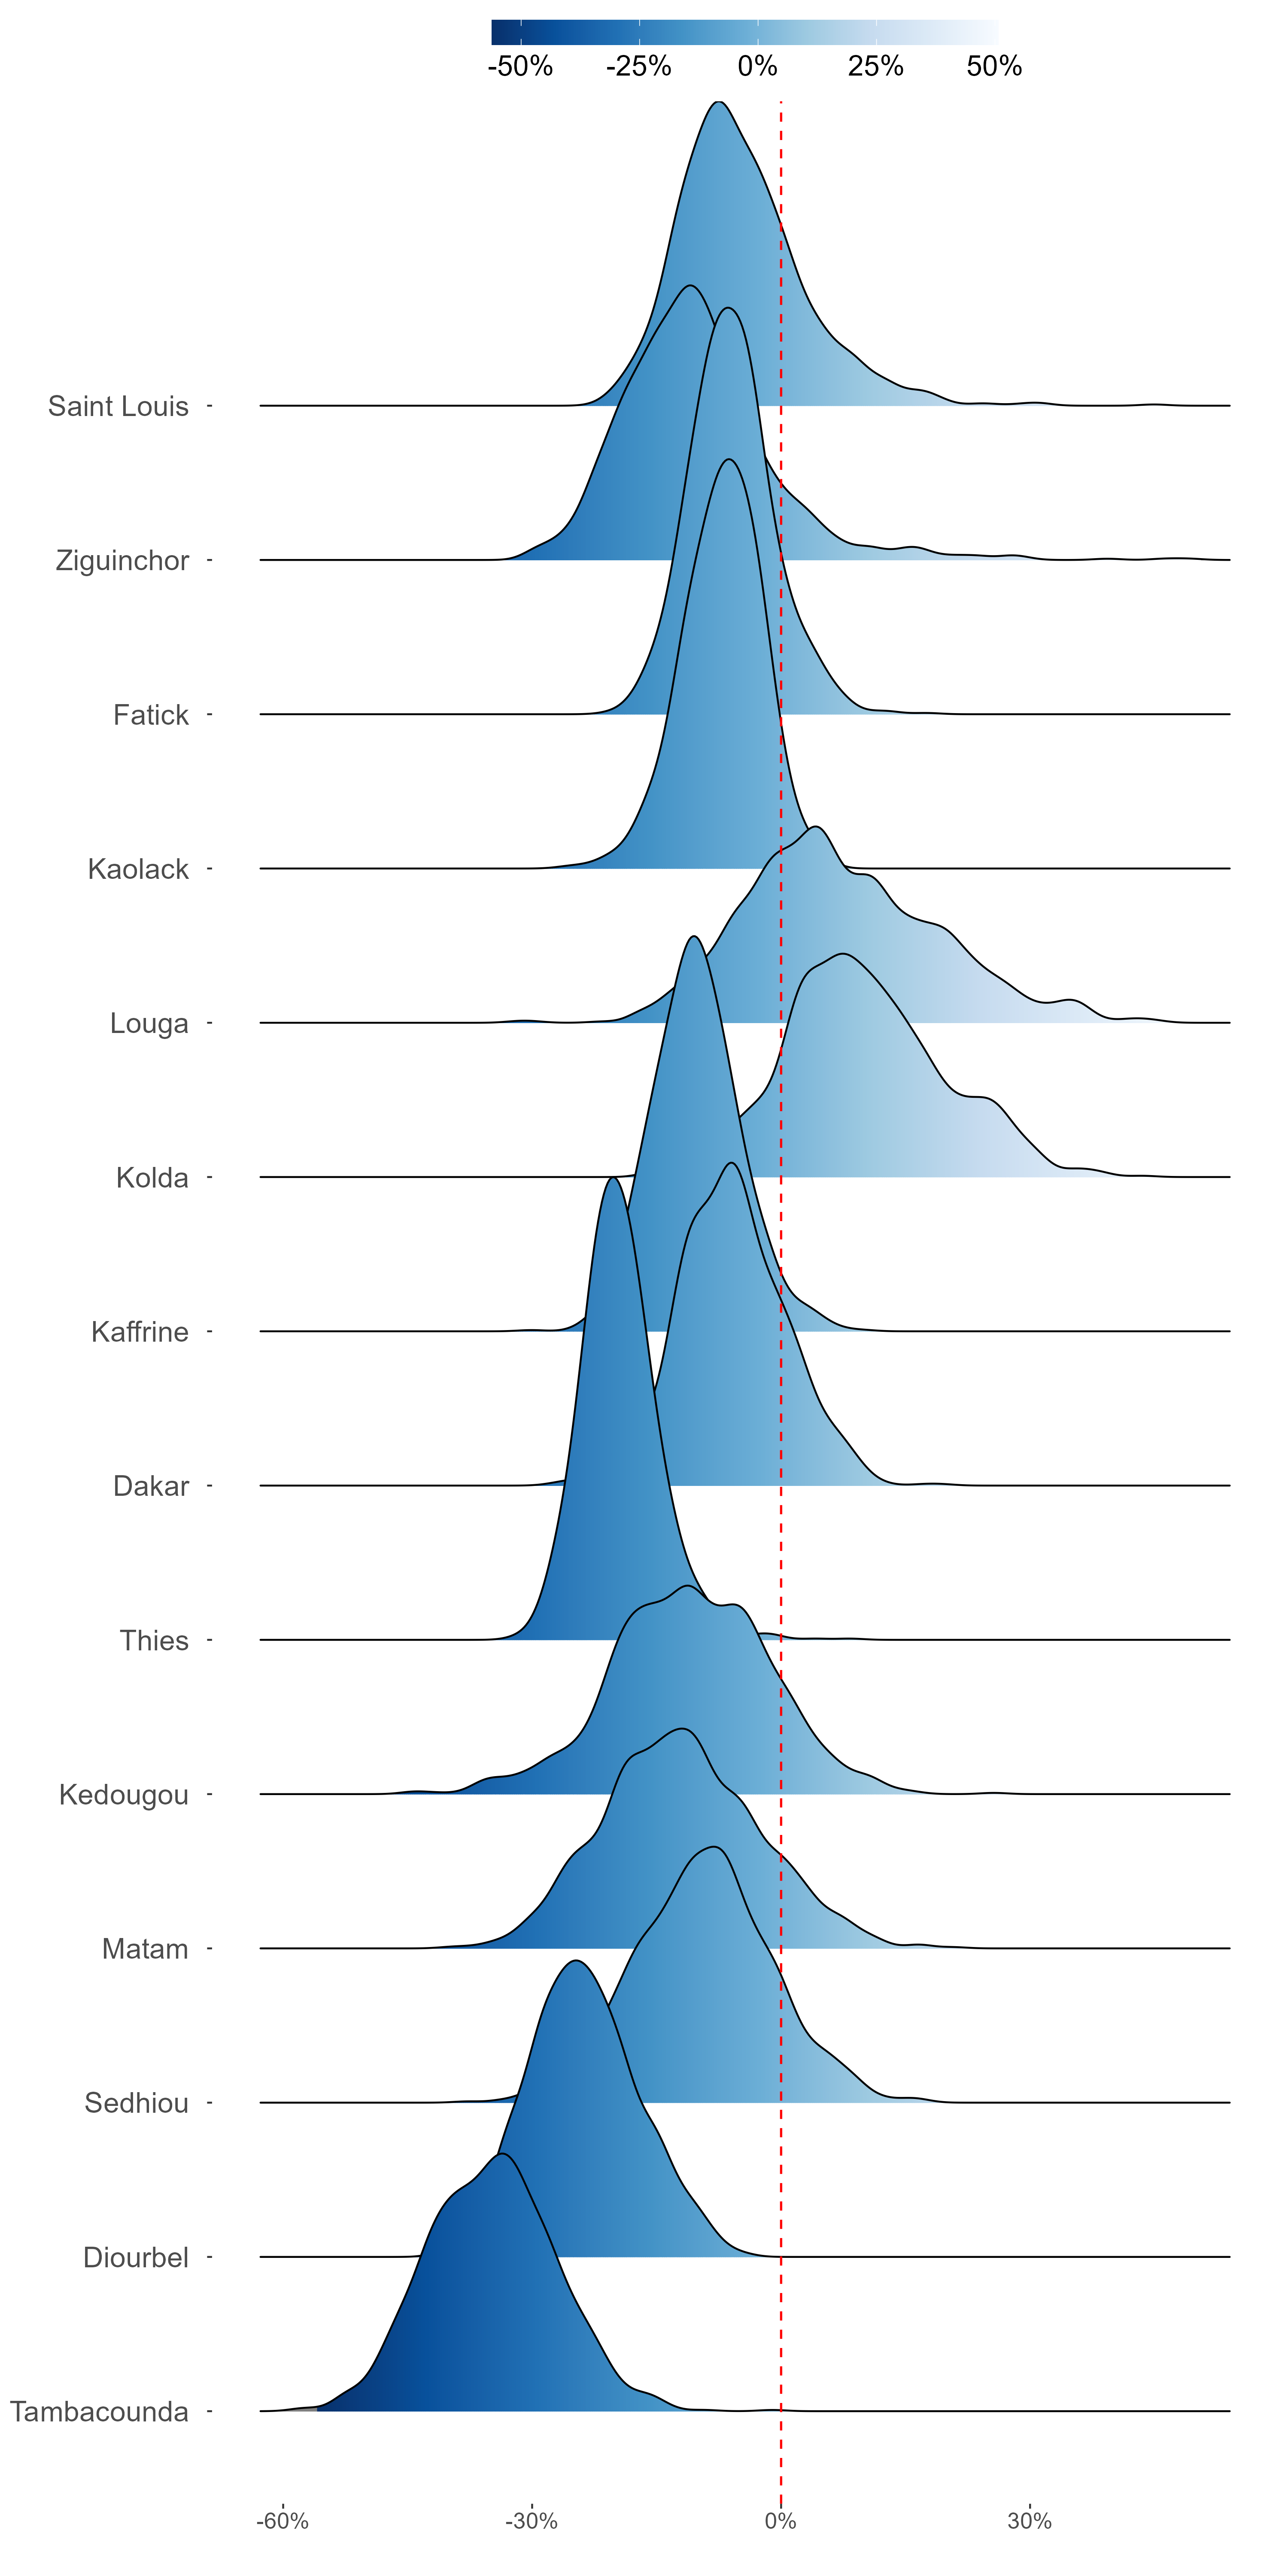 -50% -25% 0% 25% 50%
Saint Louis
Ziguinchor
Fatick
Kaolack
Louga
Kolda
Kaffrine
Dakar
Thies
Kedougou
Matam
Sedhiou
Diourbel
Tambacounda
-60% -30% 0% 30%